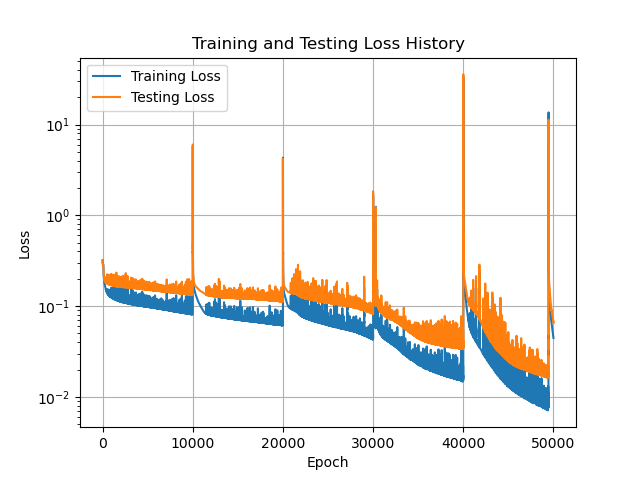 Training and Testing Loss History
Training Loss
Testing Loss
10¹
10⁰
10⁻¹
10⁻²
Loss
0 10000 20000 30000 40000 50000
Epoch